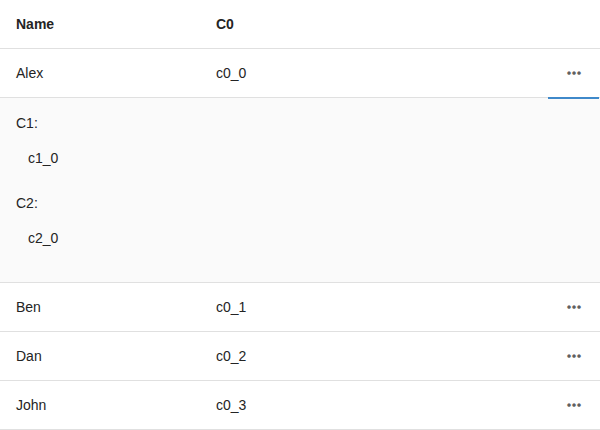 Name C0
Alex c0_0
C1:
c1_0
C2:
c2_0
Ben c0_1
Dan c0_2
John c0_3